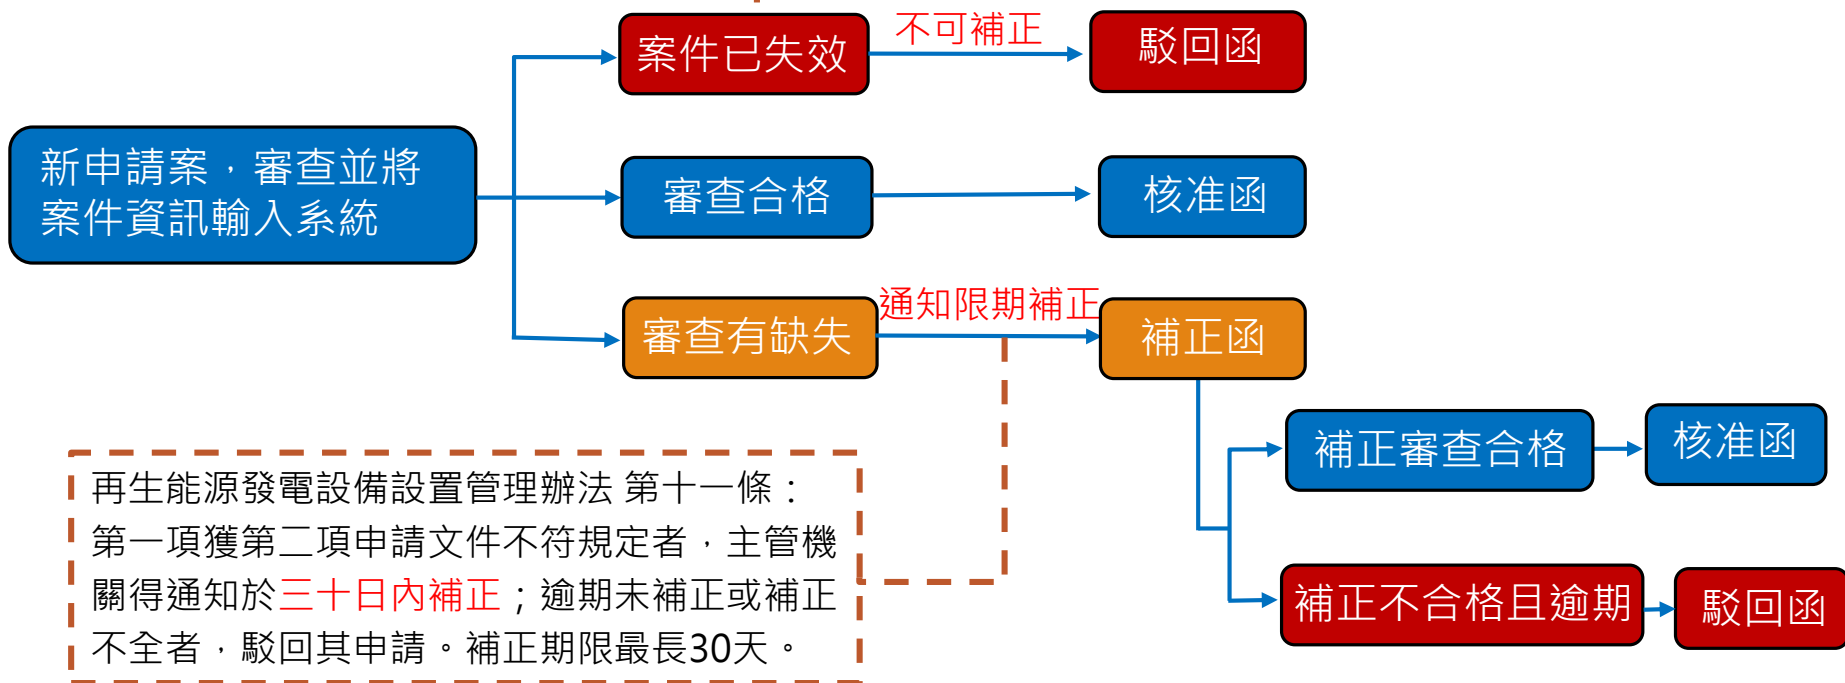 案件已失效
不可補正
駁回函
新申請案，審查並將
案件資訊輸入系統
審查合格
核准函
審查有缺失
通知限期補正
補正函
補正審查合格
核准函
補正不合格且逾期
駁回函
再生能源發電設備設置管理辦法 第十一條：
第一項獲第二項申請文件不符規定者，主管機
關得通知於三十日內補正；逾期未補正或補正
不全者，駁回其申請。補正期限最長30天。